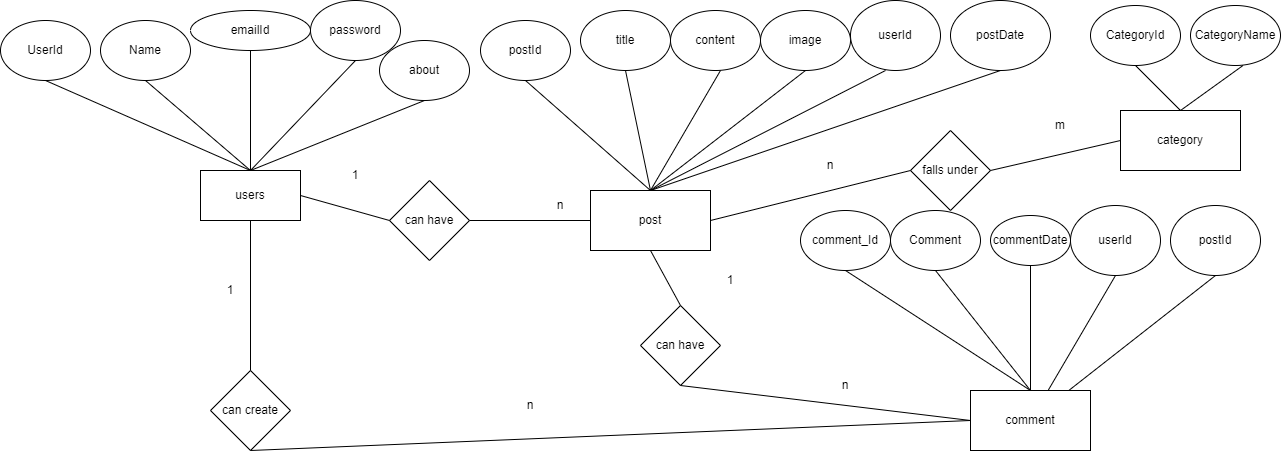 UserId
Name
emailId
password
about
postId
title
content
image
userId
postDate
CategoryId
CategoryName
users
1
can have
n
post
n
falls under
m
category
comment_Id
Comment
commentDate
userId
postId
1
1
can have
n
can create
n
comment